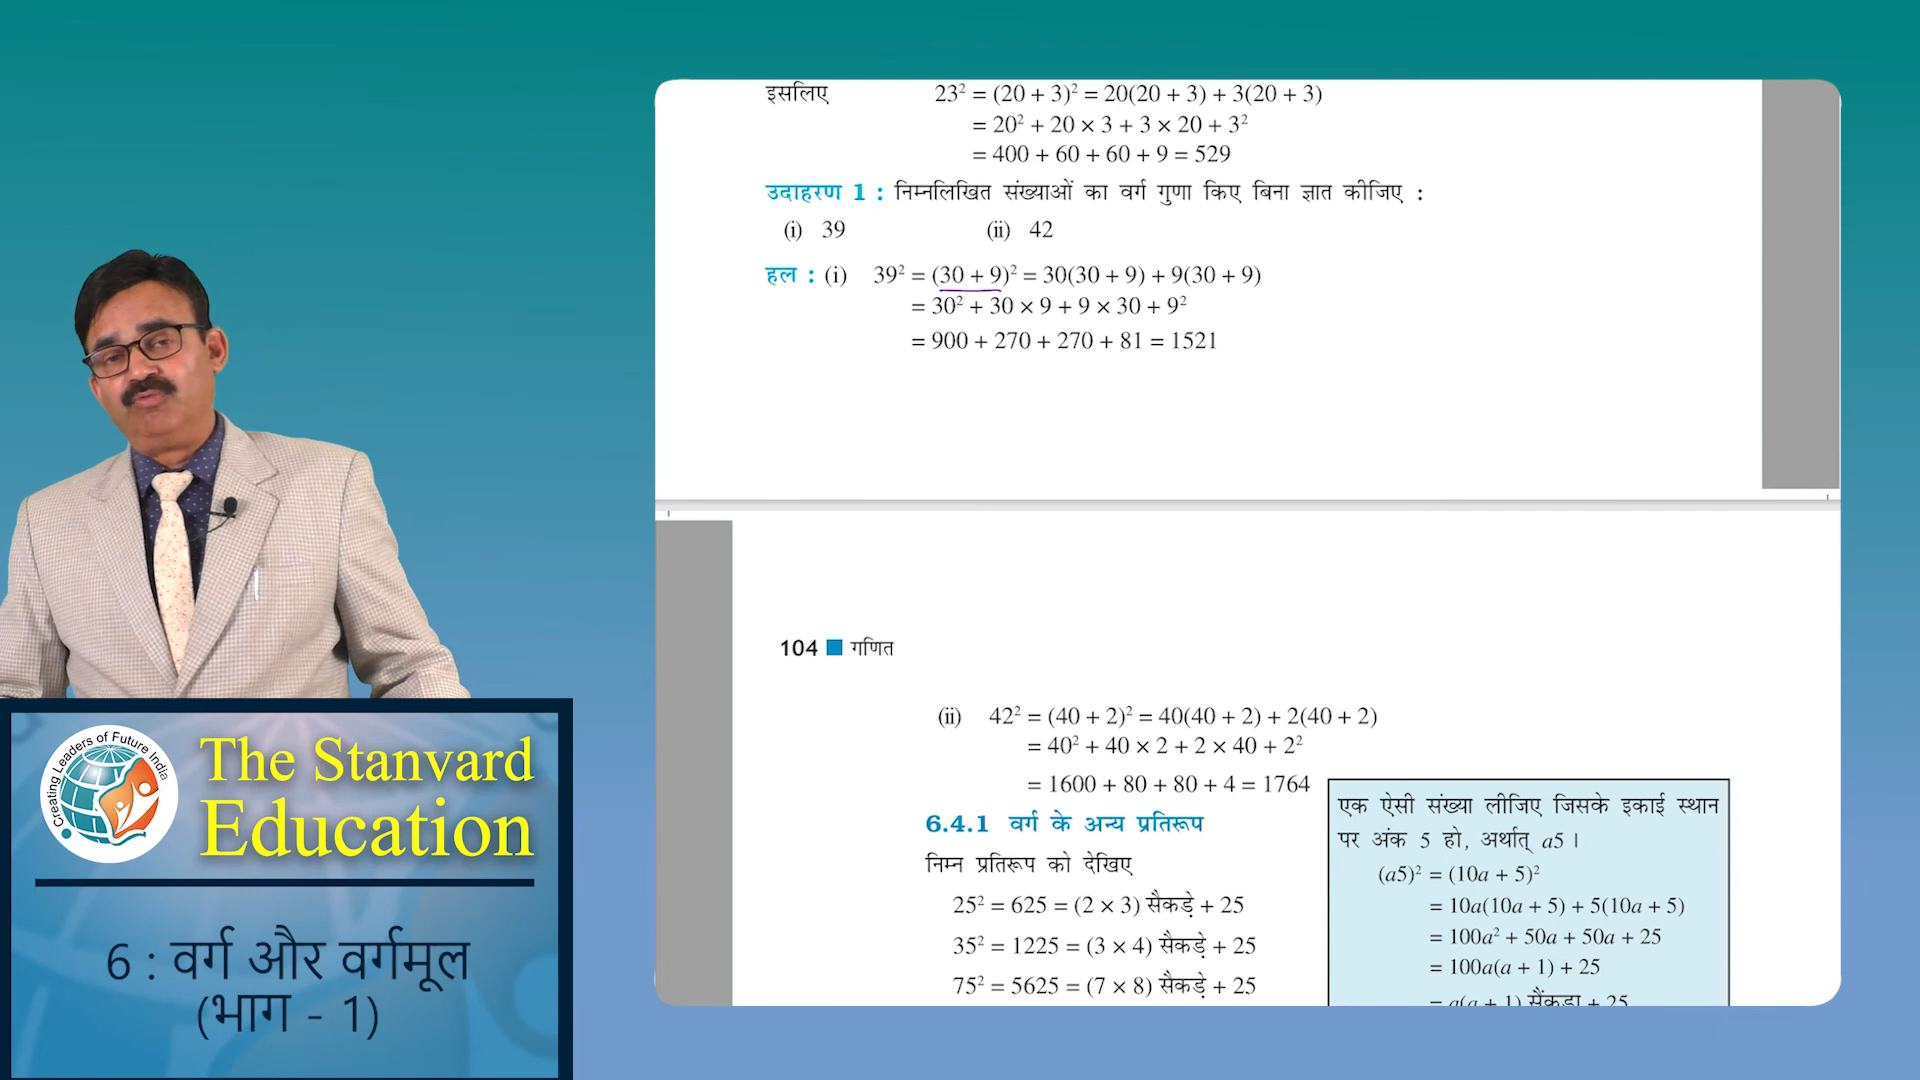 इसलिए 23² = (20 + 3)² = 20(20 + 3) + 3(20 + 3)
= 20² + 20 × 3 + 3 × 20 + 3²
= 400 + 60 + 60 + 9 = 529
उदाहरण 1 : निम्नलिखित संख्याओं का वर्ग गुणा किए बिना ज्ञात कीजिए :
(i) 39 (ii) 42
हल : (i) 39² = (30 + 9)² = 30(30 + 9) + 9(30 + 9)
= 30² + 30 × 9 + 9 × 30 + 9²
= 900 + 270 + 270 + 81 = 1521
104 ■ गणित
(ii) 42² = (40 + 2)² = 40(40 + 2) + 2(40 + 2)
= 40² + 40 × 2 + 2 × 40 + 2²
= 1600 + 80 + 80 + 4 = 1764
6.4.1 वर्ग के अन्य प्रतिरूप
निम्न प्रतिरूप को देखिए
25² = 625 = (2 × 3) सैकड़े + 25
35² = 1225 = (3 × 4) सैकड़े + 25
75² = 5625 = (7 × 8) सैकड़े + 25
एक ऐसी संख्या लीजिए जिसके इकाई स्थान
पर अंक 5 हो, अर्थात् a5 ।
(a5)² = (10a + 5)²
= 10a(10a + 5) + 5(10a + 5)
= 100a² + 50a + 50a + 25
= 100a(a + 1) + 25
= a(a + 1) सैंकड़ा + 25
Creating Leaders of Future India
The Stanvard
Education
6 : वर्ग और वर्गमूल
(भाग - 1)